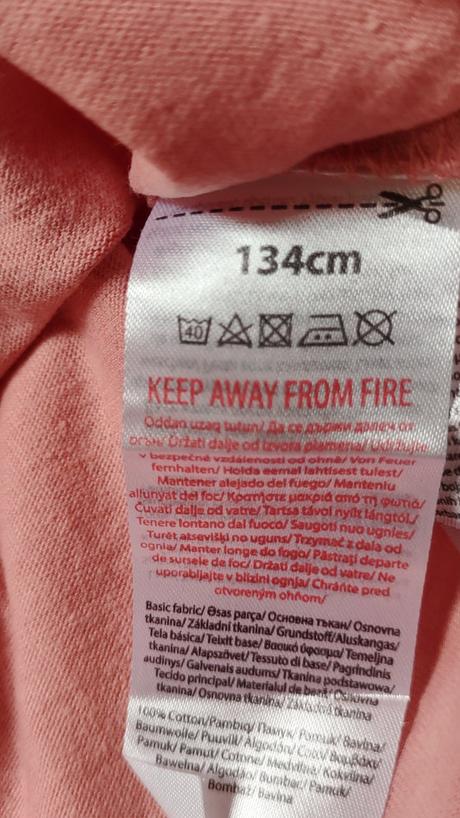 134cm
40
KEEP AWAY FROM FIRE
Oddan uzaq tutun/ Да се държи далеч от
огън/ Držati dalje od izvora plamena/ Udržujte
v bezpečné vzdálenosti od ohně/ Von Feuer
fernhalten/ Hoida eemal lahtisest tulest/
Mantener alejado del fuego/ Manteniu
allunyat del foc/ Κρατήστε μακριά από τη φωτιά/
Čuvati dalje od vatre/ Tartsa távol nyílt lángtól/
Tenere lontano dal fuoco/ Saugoti nuo ugnies/
Turēt atsevišķi no uguns/ Trzymać z dala od
ognia/ Manter longe do fogo/ Păstrați departe
de sursele de foc/ Držati dalje od vatre/ Ne
uporabljajte v bližini ognja/ Chráňte pred
otvoreným ohňom/
Basic fabric/ Əsas parça/ Основна тъкан/ Osnovna
tkanina/ Základní tkanina/ Grundstoff/Aluskangas/
Tela básica/ Teixit base/ Βασικό ύφασμα/ Temeljna
tkanina/ Alapszövet/ Tessuto di base/ Pagrindinis
audinys/ Galvenais audums/ Tkanina podstawowa/
Tecido principal/ Materialul de bază/ Osnovna
tkanina/ Osnovna tkanina/ Základná tkanina
100% Cotton/Pambıq/ Памук/ Pamuk/ Bavlna/
Baumwolle/ Puuvill/ Algodón/ Cotó/ Βαμβάκι/
Pamuk/ Pamut/ Cotone/ Medvilnė/ Kokvilna/
Bawełna/ Algodão/ Bumbac/ Pamuk/
Bombaž/ Bavlna